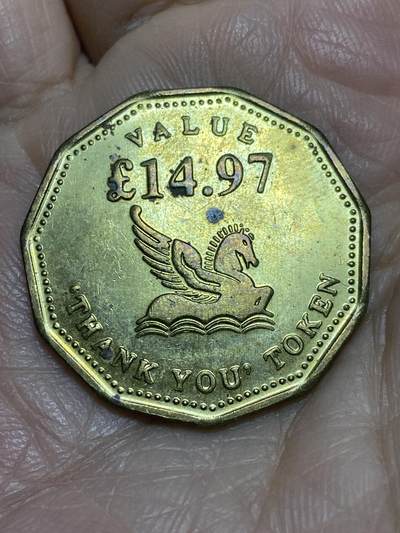 VALUE
£14.97
'THANK YOU' TOKEN